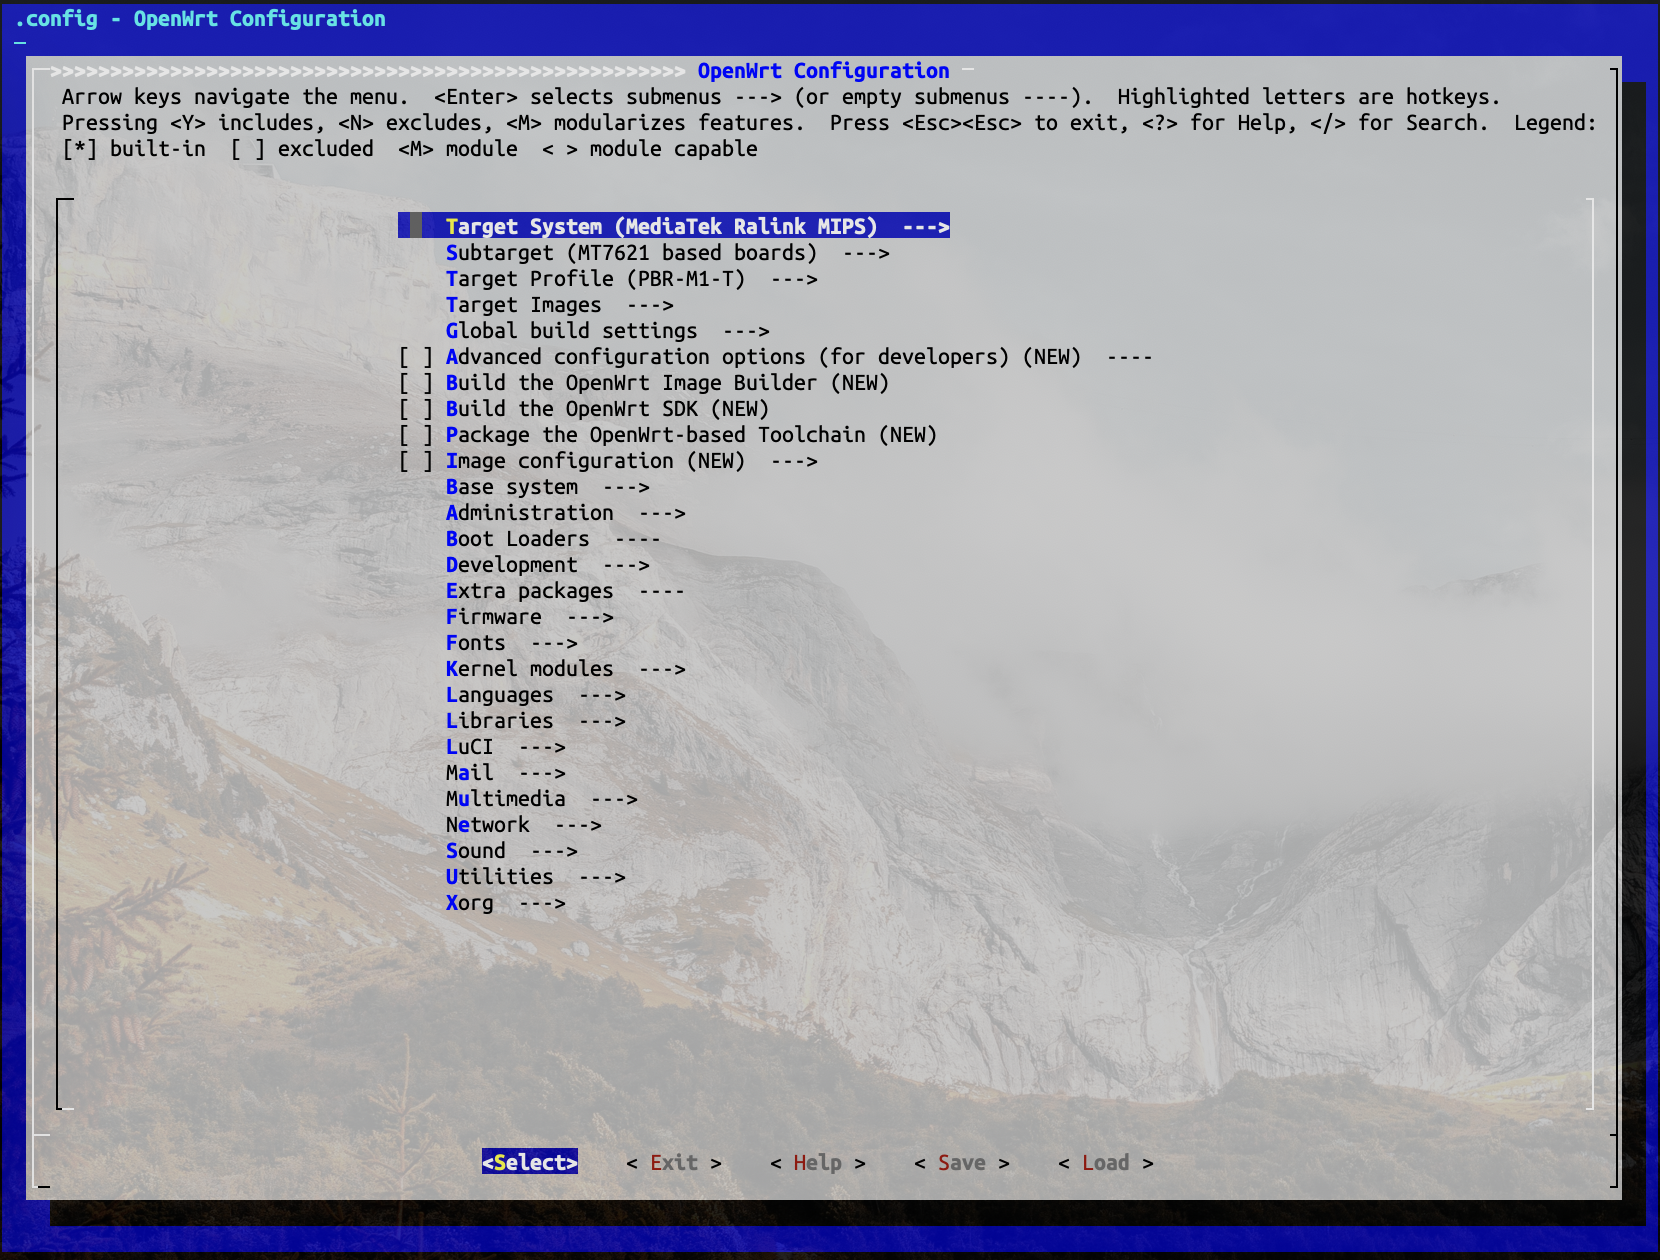 .config - OpenWrt Configuration
>>>>>>>>>>>>>>>>>>>>>>>>>>>>>>>>>>>>>>>>>>>>>>>>>>>>> OpenWrt Configuration
Arrow keys navigate the menu.  <Enter> selects submenus ---> (or empty submenus ----).  Highlighted letters are hotkeys.
Pressing <Y> includes, <N> excludes, <M> modularizes features.  Press <Esc><Esc> to exit, <?> for Help, </> for Search.  Legend:
[*] built-in  [ ] excluded  <M> module  < > module capable
Target System (MediaTek Ralink MIPS)  --->
Subtarget (MT7621 based boards)  --->
Target Profile (PBR-M1-T)  --->
Target Images  --->
Global build settings  --->
[ ] Advanced configuration options (for developers) (NEW)  ----
[ ] Build the OpenWrt Image Builder (NEW)
[ ] Build the OpenWrt SDK (NEW)
[ ] Package the OpenWrt-based Toolchain (NEW)
[ ] Image configuration (NEW)  --->
Base system  --->
Administration  --->
Boot Loaders  ----
Development  --->
Extra packages  ----
Firmware  --->
Fonts  --->
Kernel modules  --->
Languages  --->
Libraries  --->
LuCI  --->
Mail  --->
Multimedia  --->
Network  --->
Sound  --->
Utilities  --->
Xorg  --->
<Select>    < Exit >    < Help >    < Save >    < Load >